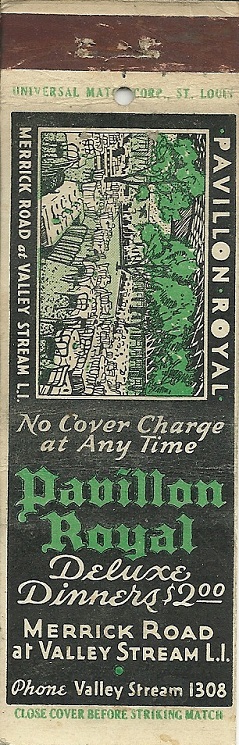 UNIVERSAL MATCH CORP., ST. LOUIS
PAVILLON ROYAL
MERRICK ROAD at VALLEY STREAM L.I.
No Cover Charge
at Any Time
Pavillon
Royal
Deluxe
Dinners $2.00
MERRICK ROAD
at VALLEY STREAM L.I.
Phone Valley Stream 1308
CLOSE COVER BEFORE STRIKING MATCH